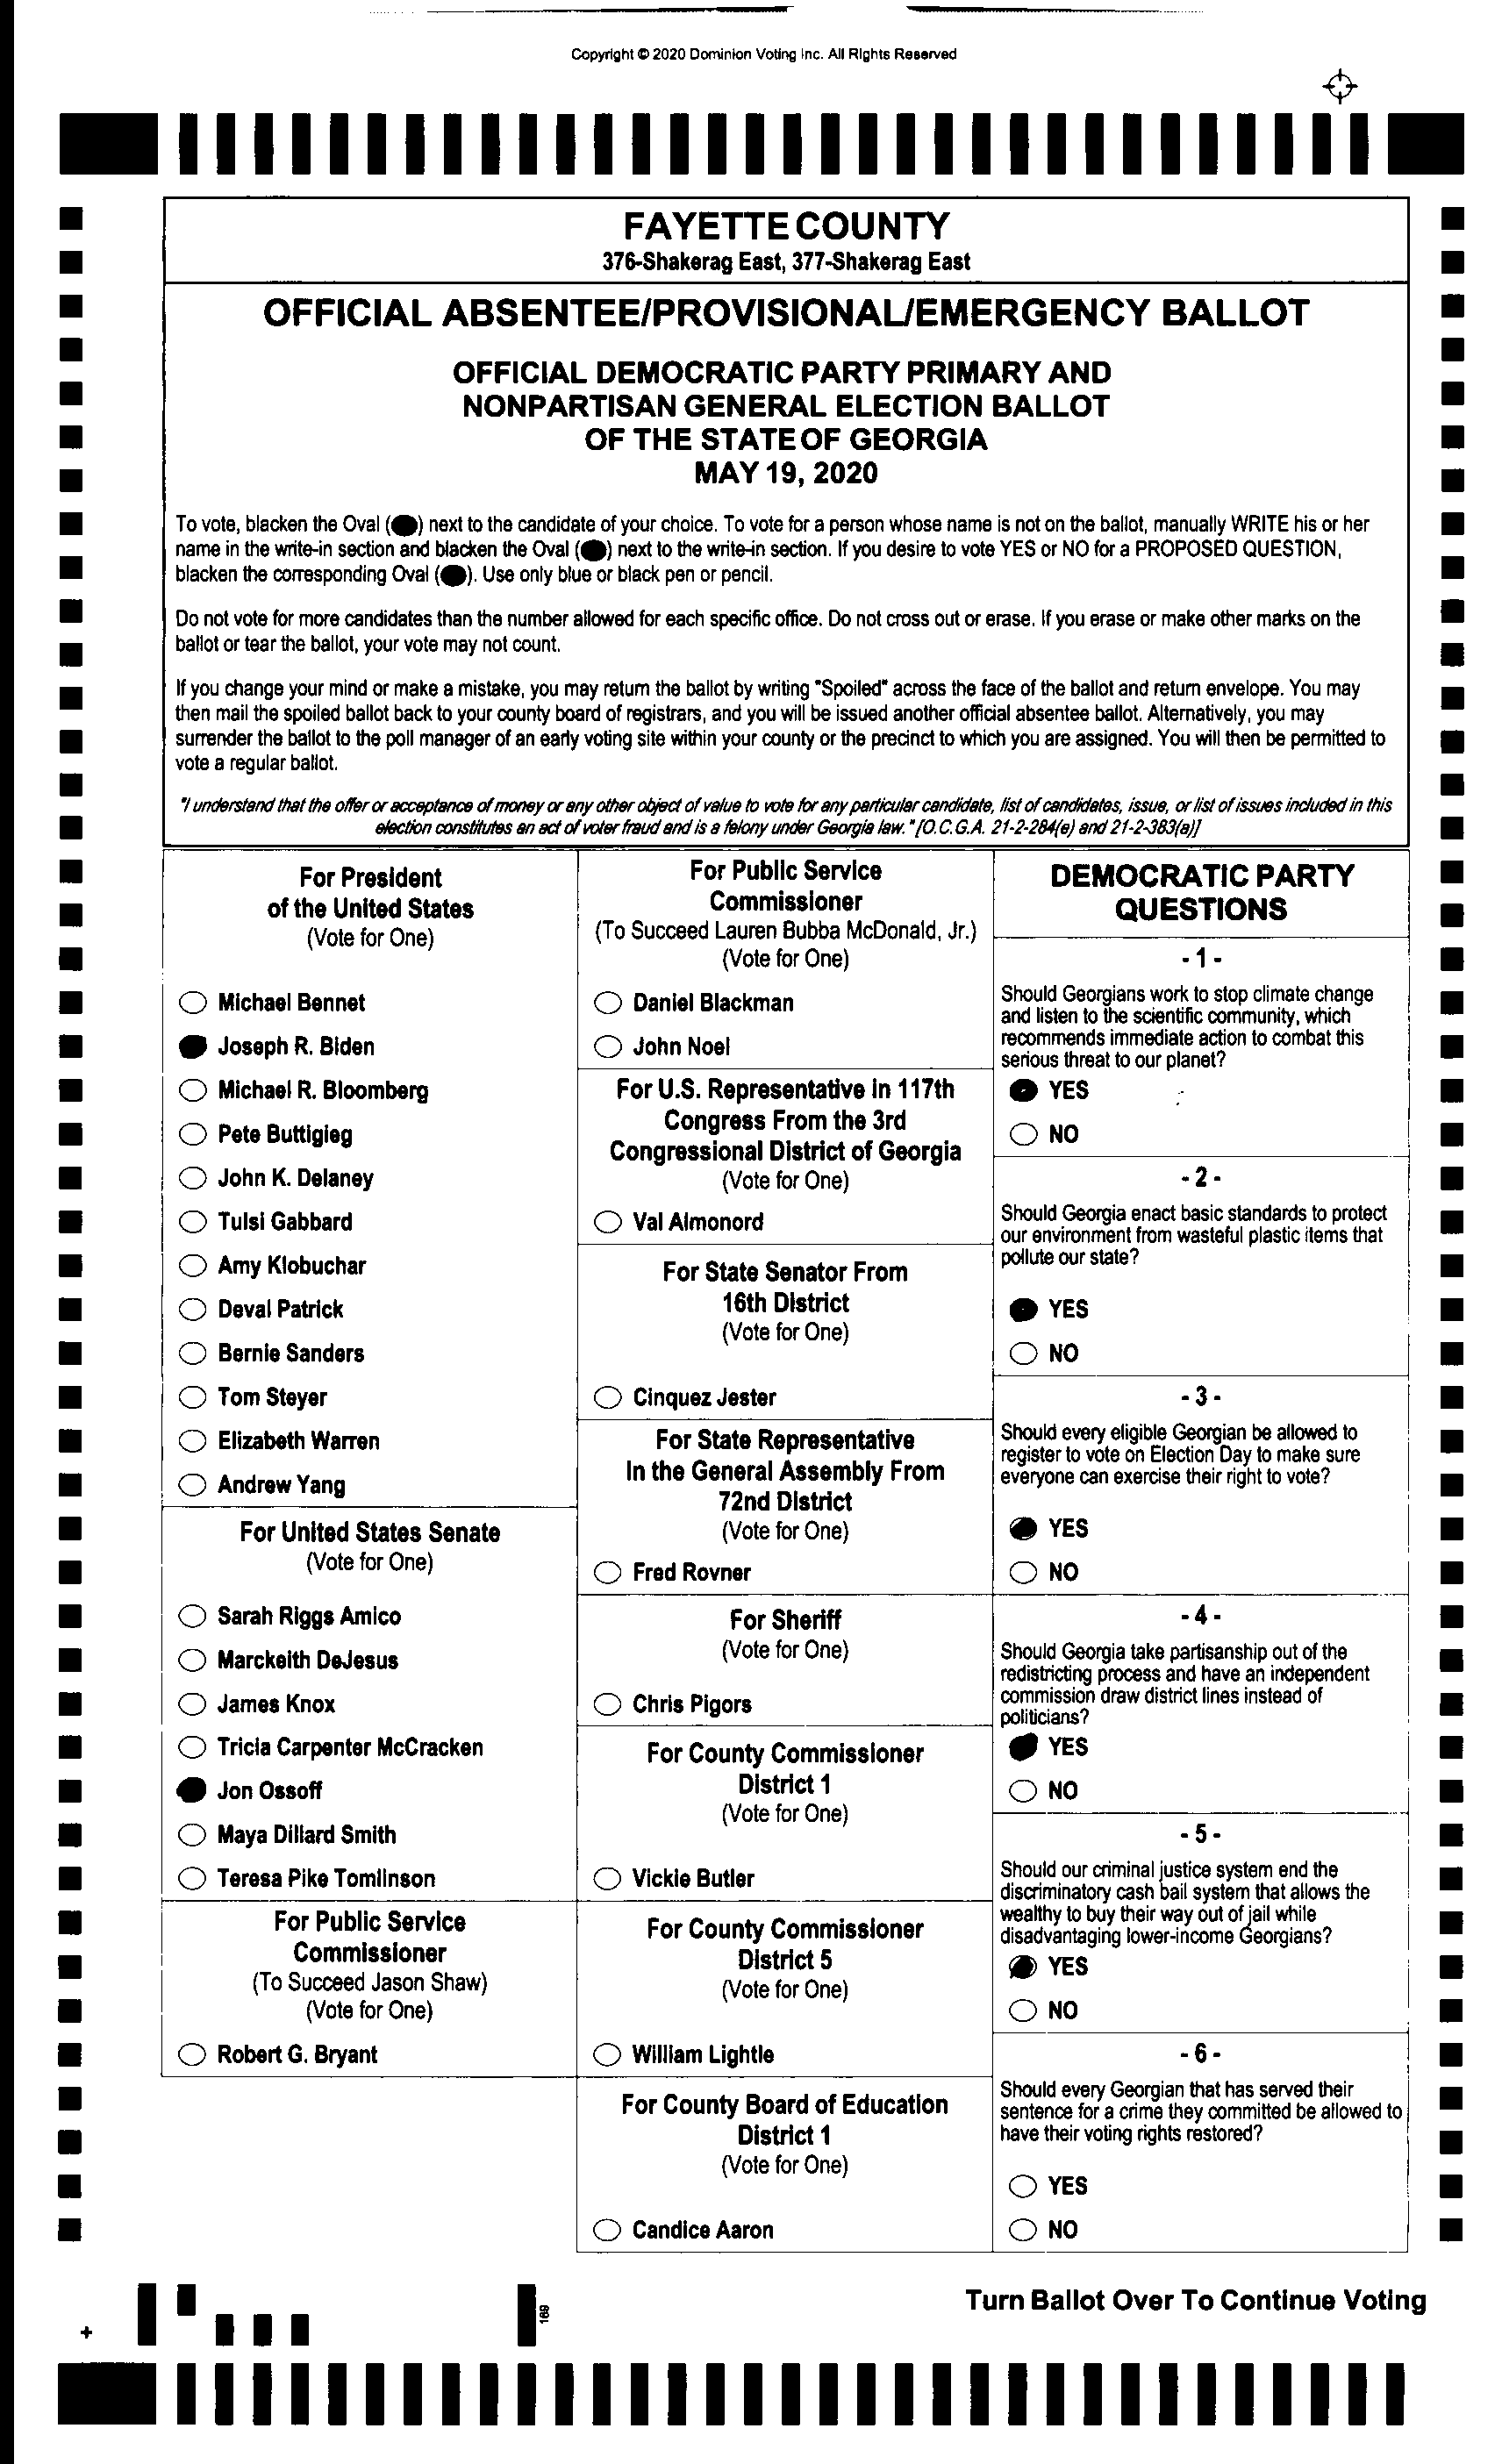 Copyright © 2020 Dominion Voting Inc. All Rights Reserved
FAYETTE COUNTY
376-Shakerag East, 377-Shakerag East
OFFICIAL ABSENTEE/PROVISIONAL/EMERGENCY BALLOT
OFFICIAL DEMOCRATIC PARTY PRIMARY AND
NONPARTISAN GENERAL ELECTION BALLOT
OF THE STATE OF GEORGIA
MAY 19, 2020
To vote, blacken the Oval (⬤) next to the candidate of your choice. To vote for a person whose name is not on the ballot, manually WRITE his or her
name in the write-in section and blacken the Oval (⬤) next to the write-in section. If you desire to vote YES or NO for a PROPOSED QUESTION,
blacken the corresponding Oval (⬤). Use only blue or black pen or pencil.
Do not vote for more candidates than the number allowed for each specific office. Do not cross out or erase. If you erase or make other marks on the
ballot or tear the ballot, your vote may not count.
If you change your mind or make a mistake, you may return the ballot by writing "Spoiled" across the face of the ballot and return envelope. You may
then mail the spoiled ballot back to your county board of registrars, and you will be issued another official absentee ballot. Alternatively, you may
surrender the ballot to the poll manager of an early voting site within your county or the precinct to which you are assigned. You will then be permitted to
vote a regular ballot.
"I understand that the offer or acceptance of money or any other object of value to vote for any particular candidate, list of candidates, issue, or list of issues included in this
election constitutes an act of voter fraud and is a felony under Georgia law." [O.C.G.A. 21-2-284(e) and 21-2-383(a)]
For President
of the United States
(Vote for One)
Michael Bennet
Joseph R. Biden
Michael R. Bloomberg
Pete Buttigieg
John K. Delaney
Tulsi Gabbard
Amy Klobuchar
Deval Patrick
Bernie Sanders
Tom Steyer
Elizabeth Warren
Andrew Yang
For United States Senate
(Vote for One)
Sarah Riggs Amico
Marckeith DeJesus
James Knox
Tricia Carpenter McCracken
Jon Ossoff
Maya Dillard Smith
Teresa Pike Tomlinson
For Public Service
Commissioner
(To Succeed Jason Shaw)
(Vote for One)
Robert G. Bryant
For Public Service
Commissioner
(To Succeed Lauren Bubba McDonald, Jr.)
(Vote for One)
Daniel Blackman
John Noel
For U.S. Representative in 117th
Congress From the 3rd
Congressional District of Georgia
(Vote for One)
Val Almonord
For State Senator From
16th District
(Vote for One)
Cinquez Jester
For State Representative
In the General Assembly From
72nd District
(Vote for One)
Fred Rovner
For Sheriff
(Vote for One)
Chris Pigors
For County Commissioner
District 1
(Vote for One)
Vickie Butler
For County Commissioner
District 5
(Vote for One)
William Lightle
For County Board of Education
District 1
(Vote for One)
Candice Aaron
DEMOCRATIC PARTY
QUESTIONS
- 1 -
Should Georgians work to stop climate change
and listen to the scientific community, which
recommends immediate action to combat this
serious threat to our planet?
YES
NO
- 2 -
Should Georgia enact basic standards to protect
our environment from wasteful plastic items that
pollute our state?
YES
NO
- 3 -
Should every eligible Georgian be allowed to
register to vote on Election Day to make sure
everyone can exercise their right to vote?
YES
NO
- 4 -
Should Georgia take partisanship out of the
redistricting process and have an independent
commission draw district lines instead of
politicians?
YES
NO
- 5 -
Should our criminal justice system end the
discriminatory cash bail system that allows the
wealthy to buy their way out of jail while
disadvantaging lower-income Georgians?
YES
NO
- 6 -
Should every Georgian that has served their
sentence for a crime they committed be allowed to
have their voting rights restored?
YES
NO
Turn Ballot Over To Continue Voting
169